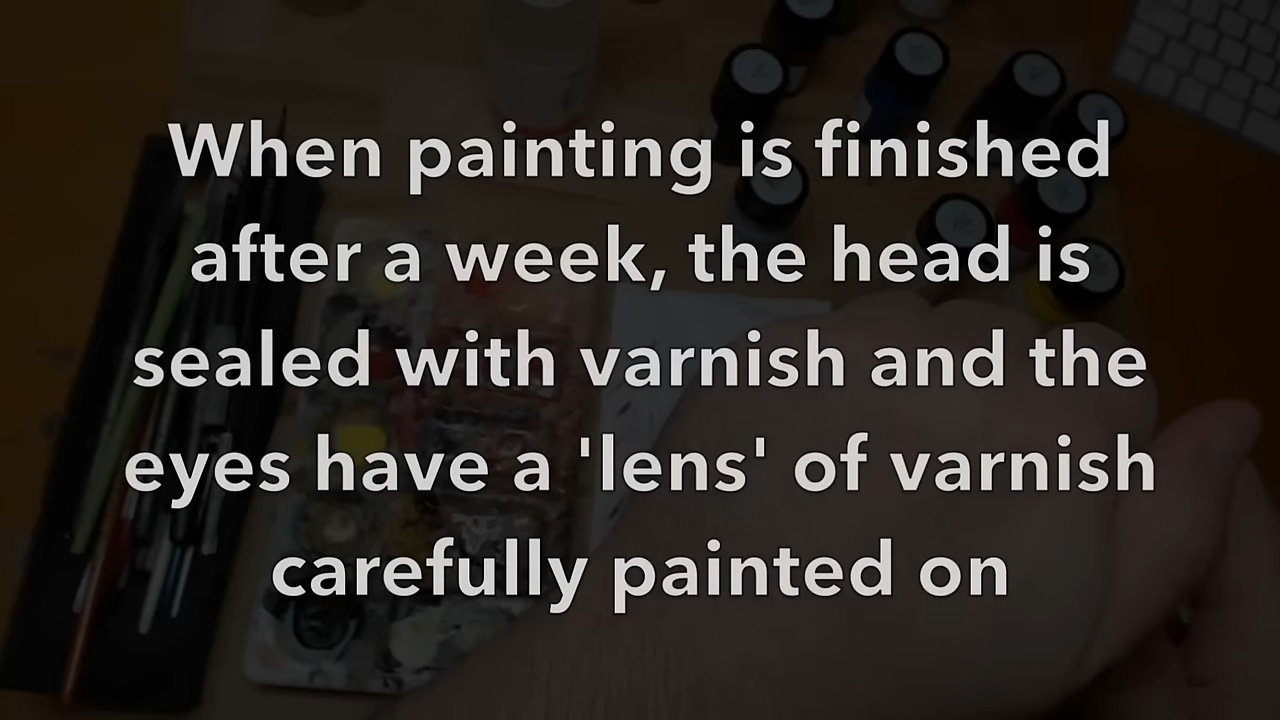 When painting is finished
after a week, the head is
sealed with varnish and the
eyes have a 'lens' of varnish
carefully painted on